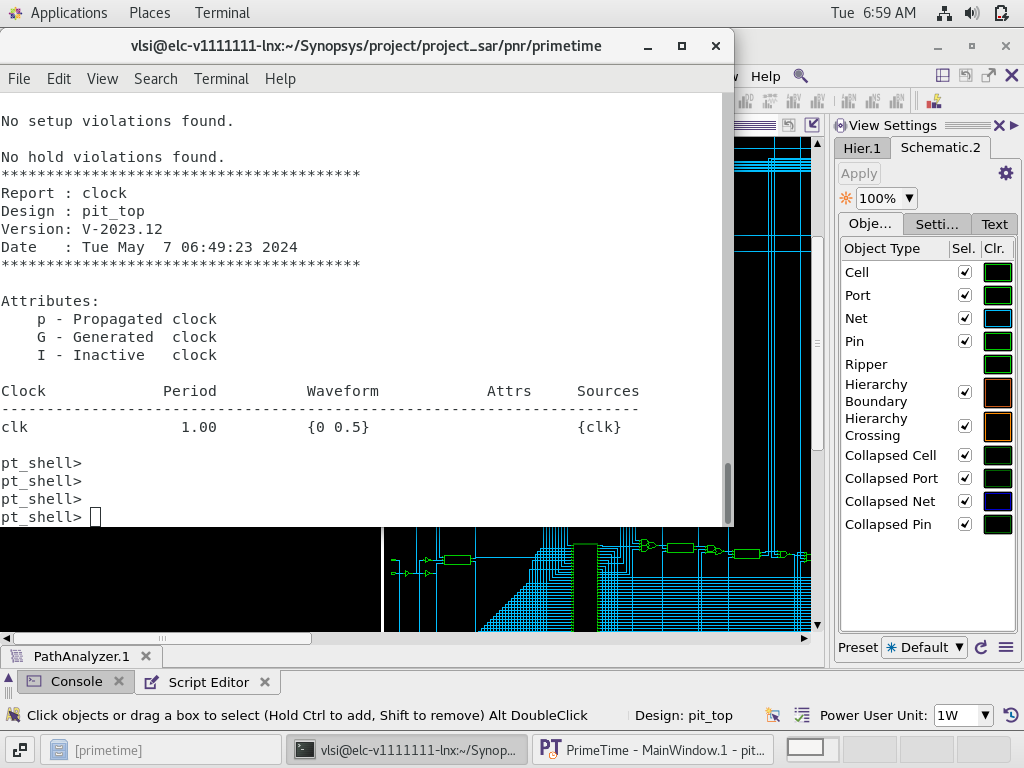 Applications Places Terminal Tue 6:59 AM
vlsi@elc-v1111111-lnx:~/Synopsys/project/project_sar/pnr/primetime
File Edit View Search Terminal Help
No setup violations found.
No hold violations found.
****************************************
Report : clock
Design : pit_top
Version: V-2023.12
Date   : Tue May  7 06:49:23 2024
****************************************
Attributes:
    p - Propagated clock
    G - Generated  clock
    I - Inactive   clock
Clock             Period          Waveform            Attrs     Sources
-----------------------------------------------------------------------
clk                 1.00          {0 0.5}                       {clk}
pt_shell>
pt_shell>
pt_shell>
pt_shell>
Help
View Settings
Hier.1 Schematic.2
Apply
100%
Obje... Setti... Text
Object Type Sel. Clr.
Cell
Port
Net
Pin
Ripper
Hierarchy
Boundary
Hierarchy
Crossing
Collapsed Cell
Collapsed Port
Collapsed Net
Collapsed Pin
Preset Default
PathAnalyzer.1
Console Script Editor
Click objects or drag a box to select (Hold Ctrl to add, Shift to remove) Alt DoubleClick Design: pit_top Power User Unit: 1W
[primetime] vlsi@elc-v1111111-lnx:~/Synop... PT PrimeTime - MainWindow.1 - pit...